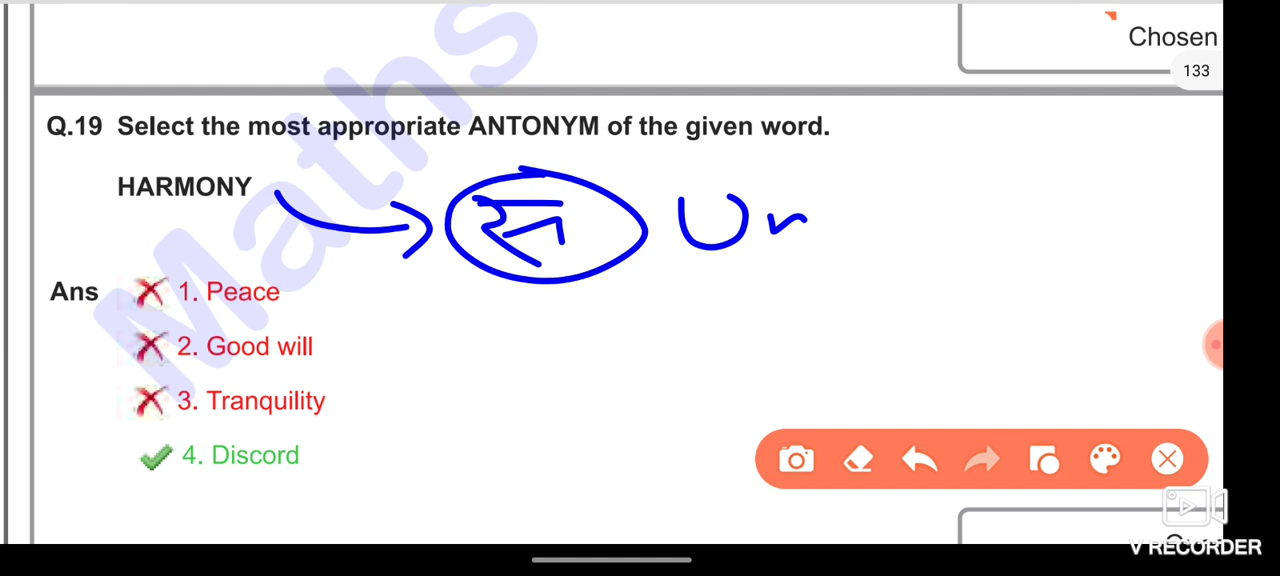 Chosen
133
Q.19 Select the most appropriate ANTONYM of the given word.
HARMONY
Ans 1. Peace
2. Good will
3. Tranquility
4. Discord
Maths
V RECORDER